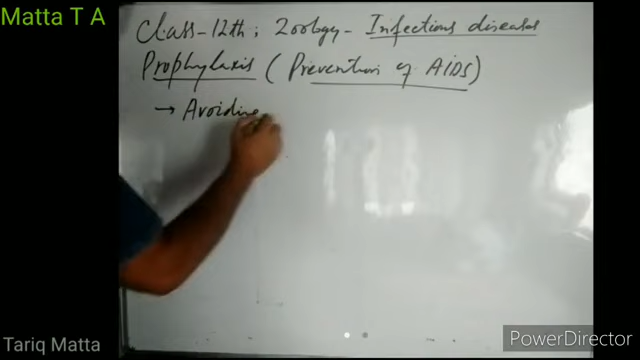 Matta T A
Class-12th; Zoology- Infectious diseases
Prophylaxis (Prevention of AIDS)
→ Avoiding
Tariq Matta
PowerDirector